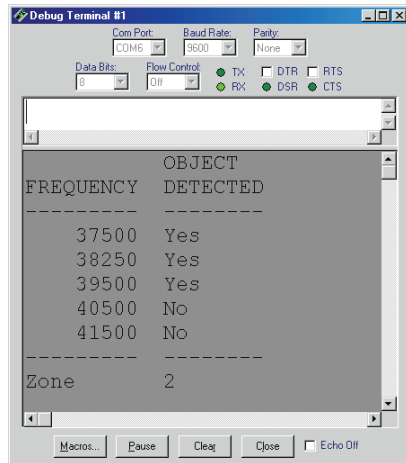 Debug Terminal #1
Com Port: Baud Rate: Parity:
COM6 9600 None
Data Bits: Flow Control: TX DTR RTS
8 Off RX DSR CTS
OBJECT
FREQUENCY DETECTED
--------- --------
37500 Yes
38250 Yes
39500 Yes
40500 No
41500 No
--------- --------
Zone 2
Macros... Pause Clear Close Echo Off